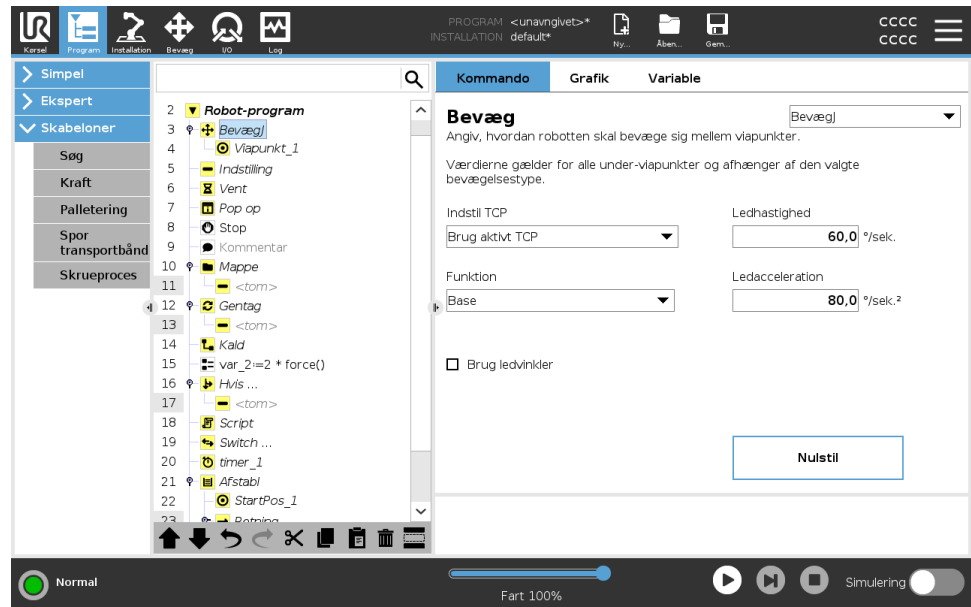 PROGRAM <unavngivet>*
INSTALLATION default*
CCCC
CCCC
Kørsel
Program
Installation
Bevæg
I/O
Log
Ny...
Åben...
Gem...
Simpel
Ekspert
Skabeloner
Søg
Kraft
Palletering
Spor
transportbånd
Skrueproces
2 Robot-program
3 BevægJ
4 Viapunkt_1
5 Indstilling
6 Vent
7 Pop op
8 Stop
9 Kommentar
10 Mappe
11 <tom>
12 Gentag
13 <tom>
14 Kald
15 var_2:=2 * force()
16 Hvis ...
17 <tom>
18 Script
19 Switch ...
20 timer_1
21 Afstabl
22 StartPos_1
23 Retning
Kommando
Grafik
Variable
Bevæg
BevægJ
Angiv, hvordan robotten skal bevæge sig mellem viapunkter.
Værdierne gælder for alle under-viapunkter og afhænger af den valgte
bevægelsestype.
Indstil TCP
Ledhastighed
Brug aktivt TCP
60,0 °/sek.
Funktion
Ledacceleration
Base
80,0 °/sek.²
Brug ledvinkler
Nulstil
Normal
Fart 100%
Simulering